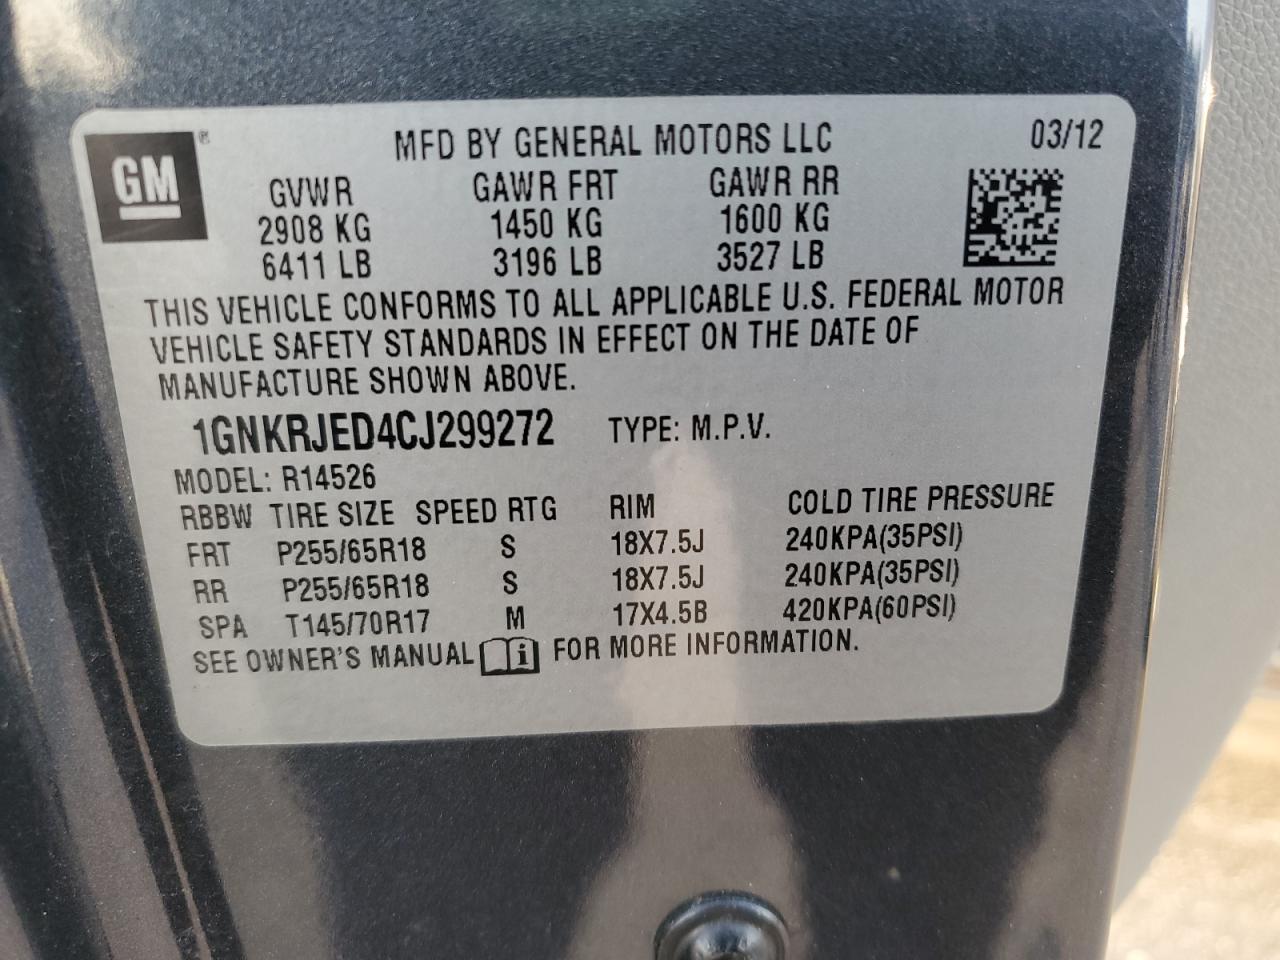 GM ® MFD BY GENERAL MOTORS LLC 03/12
GVWR GAWR FRT GAWR RR
2908 KG 1450 KG 1600 KG
6411 LB 3196 LB 3527 LB
THIS VEHICLE CONFORMS TO ALL APPLICABLE U.S. FEDERAL MOTOR
VEHICLE SAFETY STANDARDS IN EFFECT ON THE DATE OF
MANUFACTURE SHOWN ABOVE.
1GNKRJED4CJ299272 TYPE: M.P.V.
MODEL: R14526
RBBW TIRE SIZE SPEED RTG RIM COLD TIRE PRESSURE
FRT P255/65R18 S 18X7.5J 240KPA(35PSI)
RR P255/65R18 S 18X7.5J 240KPA(35PSI)
SPA T145/70R17 M 17X4.5B 420KPA(60PSI)
SEE OWNER'S MANUAL i FOR MORE INFORMATION.